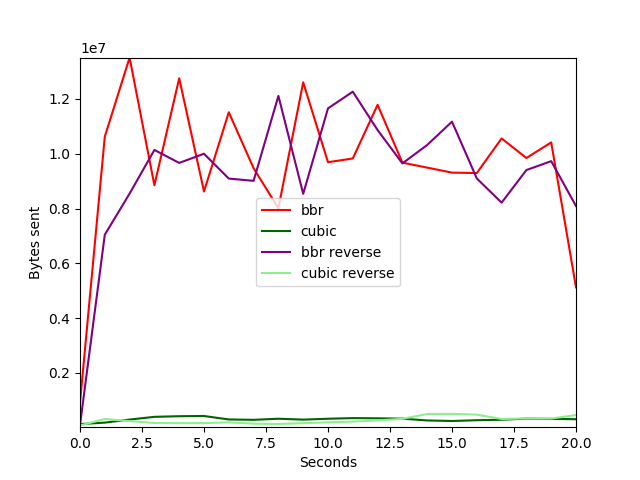 1e7
1.2
1.0
0.8
0.6
0.4
0.2
Bytes sent
bbr
cubic
bbr reverse
cubic reverse
0.0 2.5 5.0 7.5 10.0 12.5 15.0 17.5 20.0
Seconds